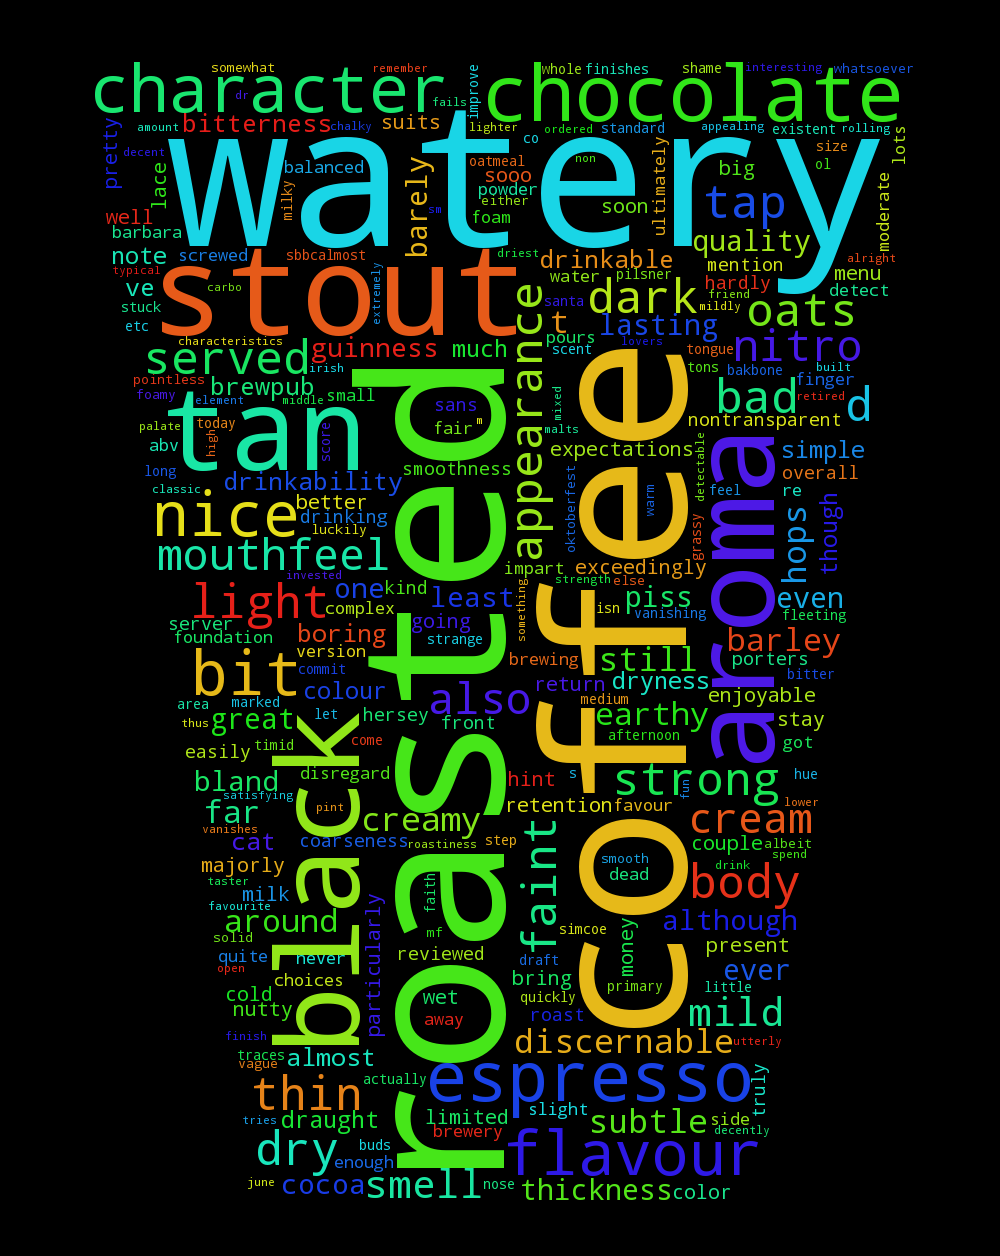 somewhat
remember
whole
finishes
shame
interesting
whatsoever
character
chocolate
dr
fails
improve
amount
bitterness
chalky
suits
lighter
co
ordered
standard
appealing
existent
rolling
lots
pretty
decent
lace
milky
balanced
watery
barely
oatmeal
sooo
powder
either
non
soon
ultimately
big
size
ol
tap
moderate
well
barbara
sm
foam
quality
note
screwed
sbbcalmost
stout
driest
drinkable
mention
alright
typical
ve
carbo
extremely
water
pilsner
hardly
menu
stuck
santa
dark
mildly
friend
detect
etc
t
lasting
oats
characteristics
irish
guinness
much
appearance
pours
scent
lovers
tongue
nitro
served
pointless
brewpub
tons
bakbone
built
finger
foamy
element
middle
small
sans
mixed
bad
retired
d
tan
palate
today
high
score
fair
m
malts
nontransparent
abv
smoothness
expectations
simple
long
drinkability
detectable
overall
classic
better
oktoberfest
warm
feel
re
nice
drinking
luckily
roasted
coffee
aroma
grassy
hops
though
mouthfeel
impart
exceedingly
invested
one
kind
strength
else
light
complex
least
something
isn
piss
even
server
going
vanishing
fleeting
foundation
boring
strange
version
barley
bit
commit
brewing
still
porters
colour
return
dryness
bitter
area
marked
also
medium
enjoyable
thus
great
let
hersey
front
earthy
stay
easily
timid
come
afternoon
got
bland
disregard
hint
s
strong
hue
satisfying
black
fun
far
pint
retention
favour
lower
vanishes
creamy
cream
cat
coarseness
roastiness
step
couple
albeit
majorly
smooth
drink
spend
taster
milk
faith
faint
dead
body
favourite
around
particularly
simcoe
although
solid
mf
money
quite
never
reviewed
present
open
choices
draft
ever
bring
primary
little
cold
wet
quickly
nutty
away
roast
mild
finish
discernable
utterly
traces
almost
vague
actually
espresso
truly
thin
slight
tries
draught
limited
subtle
side
brewery
decently
dry
buds
enough
flavour
june
cocoa
smell
nose
thickness
color